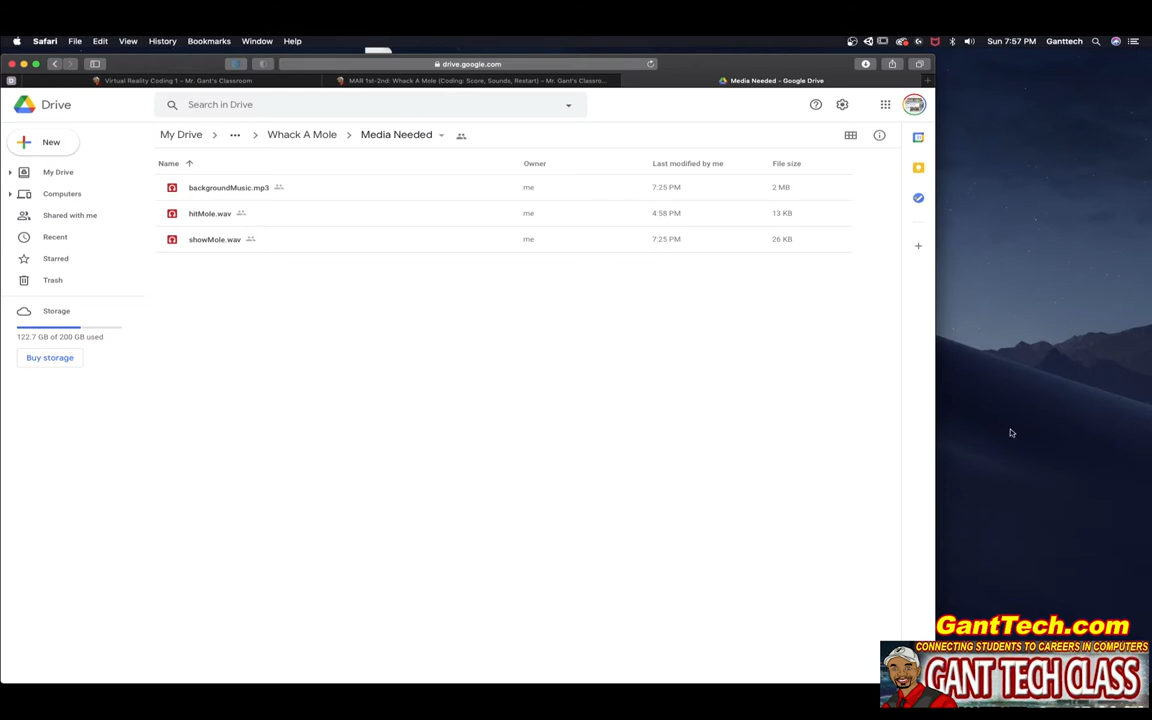 Safari File Edit View History Bookmarks Window Help Sun 7:57 PM Ganttech
drive.google.com
Virtual Reality Coding 1 – Mr. Gant's Classroom MAR 1st-2nd: Whack A Mole (Coding: Score, Sounds, Restart) – Mr. Gant's Classro... Media Needed - Google Drive
Drive Search in Drive
New My Drive ... Whack A Mole Media Needed
Name Owner Last modified by me File size
My Drive
backgroundMusic.mp3 me 7:25 PM 2 MB
Computers
hitMole.wav me 4:58 PM 13 KB
Shared with me
Recent
showMole.wav me 7:25 PM 26 KB
Starred
Trash
Storage
122.7 GB of 200 GB used
Buy storage
GantTech.com
CONNECTING STUDENTS TO CAREERS IN COMPUTERS
GANT TECH CLASS